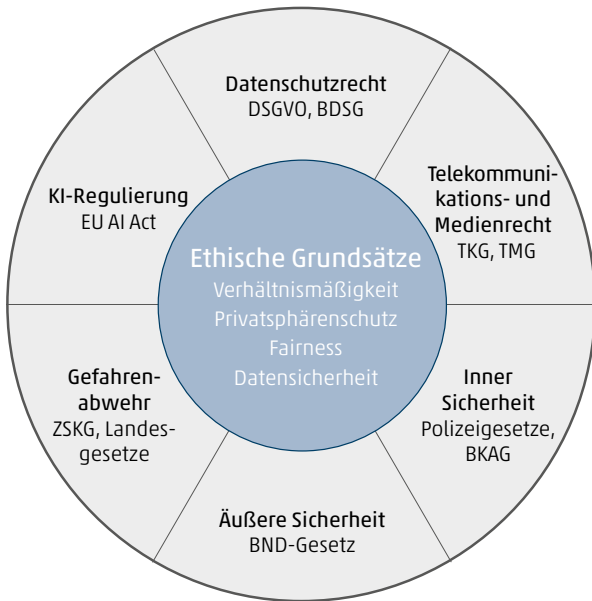 Datenschutzrecht
DSGVO, BDSG
Telekommuni-
kations- und
Medienrecht
TKG, TMG
Inner
Sicherheit
Polizeigesetze,
BKAG
Äußere Sicherheit
BND-Gesetz
Gefahren-
abwehr
ZSKG, Landes-
gesetze
KI-Regulierung
EU AI Act
Ethische Grundsätze
Verhältnismäßigkeit
Privatsphärenschutz
Fairness
Datensicherheit